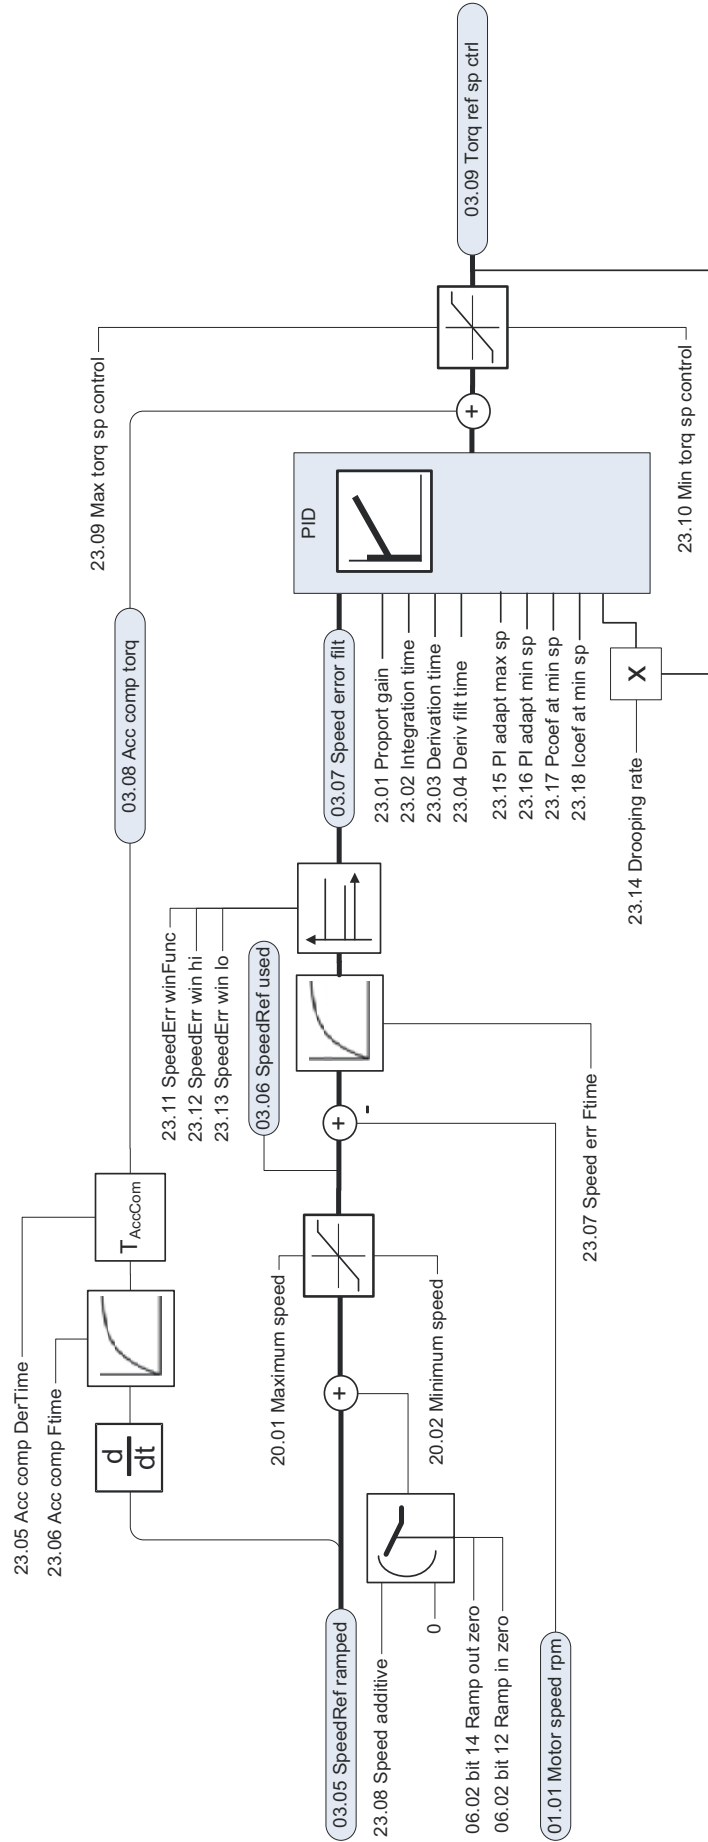 23.05 Acc comp DerTime
23.06 Acc comp Ftime
d
dt
TAccCom
03.08 Acc comp torq
23.09 Max torq sp control
23.11 SpeedErr winFunc
23.12 SpeedErr win hi
23.13 SpeedErr win lo
03.06 SpeedRef used
20.01 Maximum speed
PID
03.05 SpeedRef ramped
+
+
-
03.07 Speed error filt
+
03.09 Torq ref sp ctrl
23.08 Speed additive
0
06.02 bit 14 Ramp out zero
06.02 bit 12 Ramp in zero
20.02 Minimum speed
23.01 Proport gain
23.02 Integration time
23.03 Derivation time
23.04 Deriv filt time
23.15 PI adapt max sp
23.16 PI adapt min sp
23.17 Pcoef at min sp
23.18 Icoef at min sp
01.01 Motor speed rpm
23.07 Speed err Ftime
23.14 Drooping rate
X
23.10 Min torq sp control